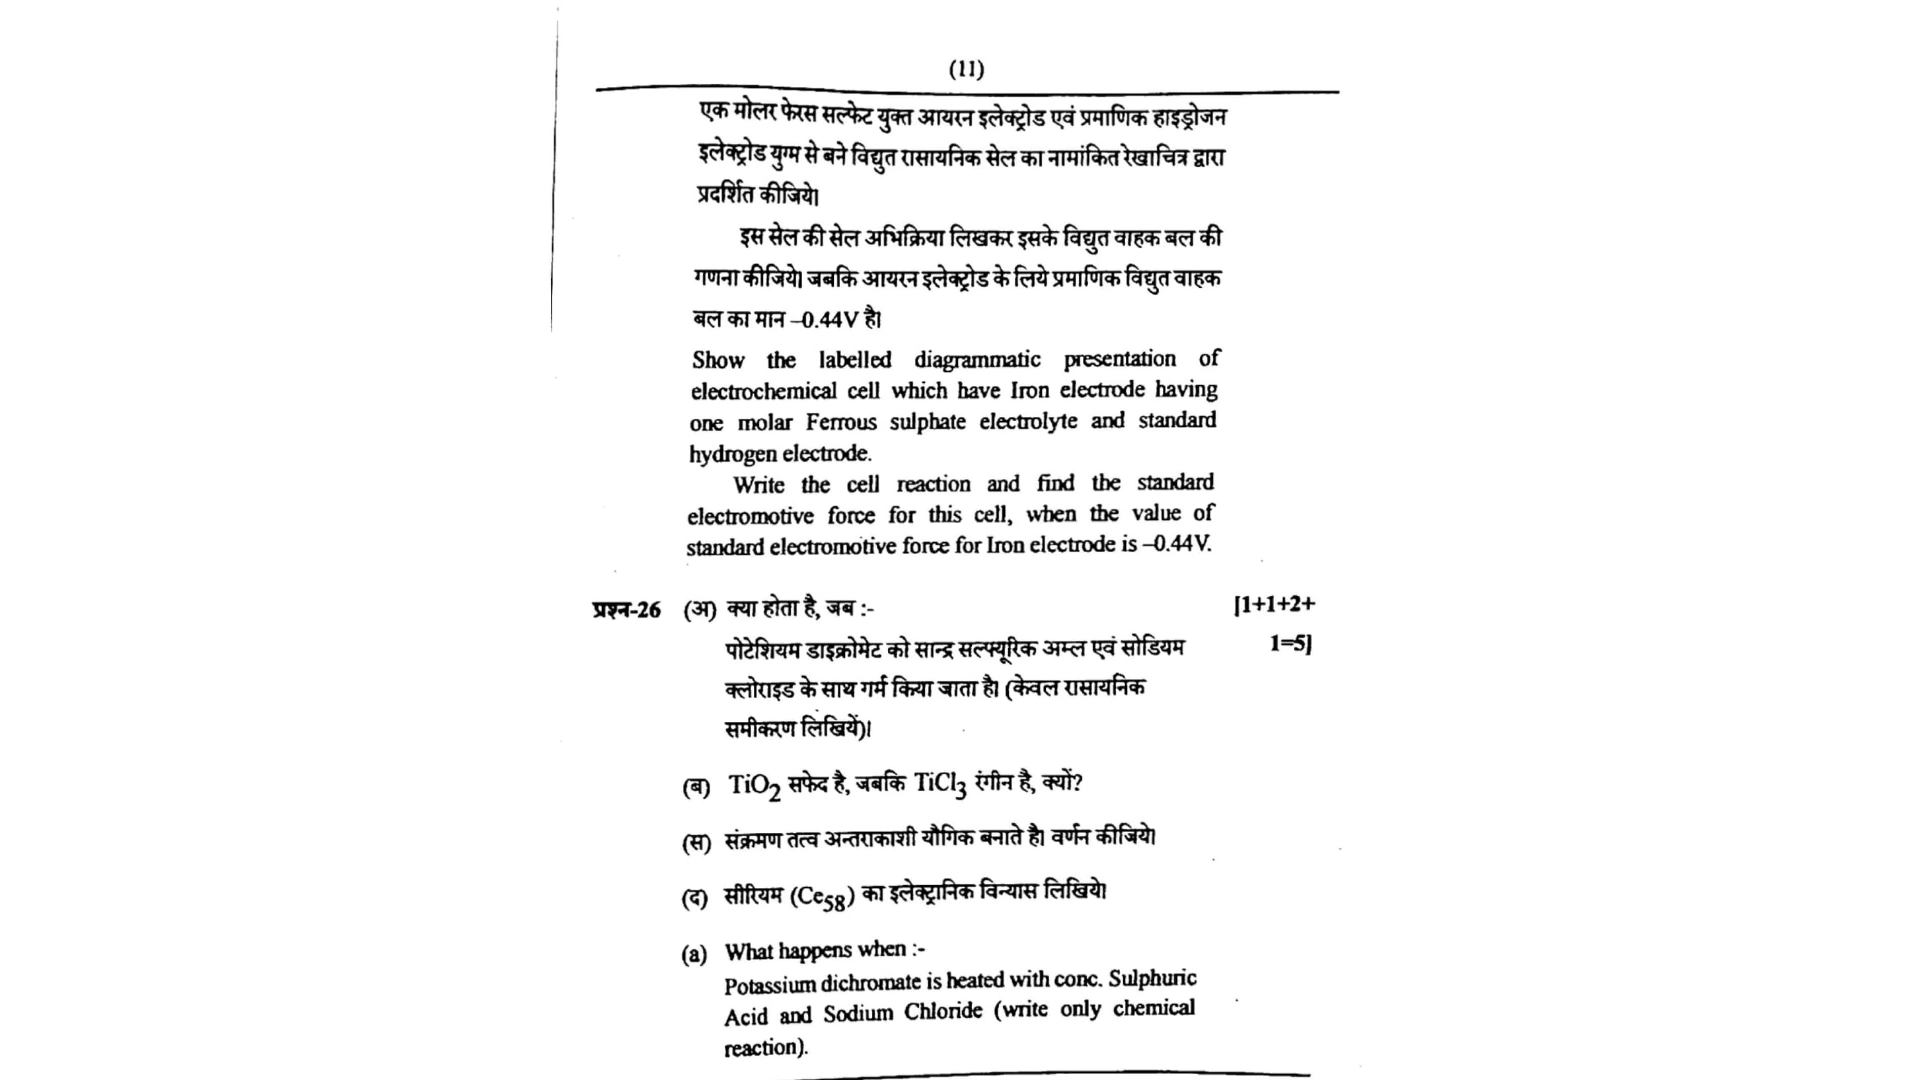 (11)
एक मोलर फेरस सल्फेट युक्त आयरन इलेक्ट्रोड एवं प्रमाणिक हाइड्रोजन
इलेक्ट्रोड युग्म से बने विद्युत रासायनिक सेल का नामांकित रेखाचित्र द्वारा
प्रदर्शित कीजिये।
इस सेल की सेल अभिक्रिया लिखकर इसके विद्युत वाहक बल की
गणना कीजिये। जबकि आयरन इलेक्ट्रोड के लिये प्रमाणिक विद्युत वाहक
बल का मान –0.44V है।
Show the labelled diagrammatic presentation of
electrochemical cell which have Iron electrode having
one molar Ferrous sulphate electrolyte and standard
hydrogen electrode.
Write the cell reaction and find the standard
electromotive force for this cell, when the value of
standard electromotive force for Iron electrode is –0.44V.
प्रश्न-26 (अ) क्या होता है, जब :- [1+1+2+
पोटेशियम डाइक्रोमेट को सान्द्र सल्फ्यूरिक अम्ल एवं सोडियम 1=5]
क्लोराइड के साथ गर्म किया जाता है। (केवल रासायनिक
समीकरण लिखियें)।
(ब) TiO₂ सफेद है, जबकि TiCl₃ रंगीन है, क्यों?
(स) संक्रमण तत्व अन्तराकाशी यौगिक बनाते है। वर्णन कीजिये।
(द) सीरियम (Ce₅₈) का इलेक्ट्रानिक विन्यास लिखिये।
(a) What happens when :-
Potassium dichromate is heated with conc. Sulphuric
Acid and Sodium Chloride (write only chemical
reaction).